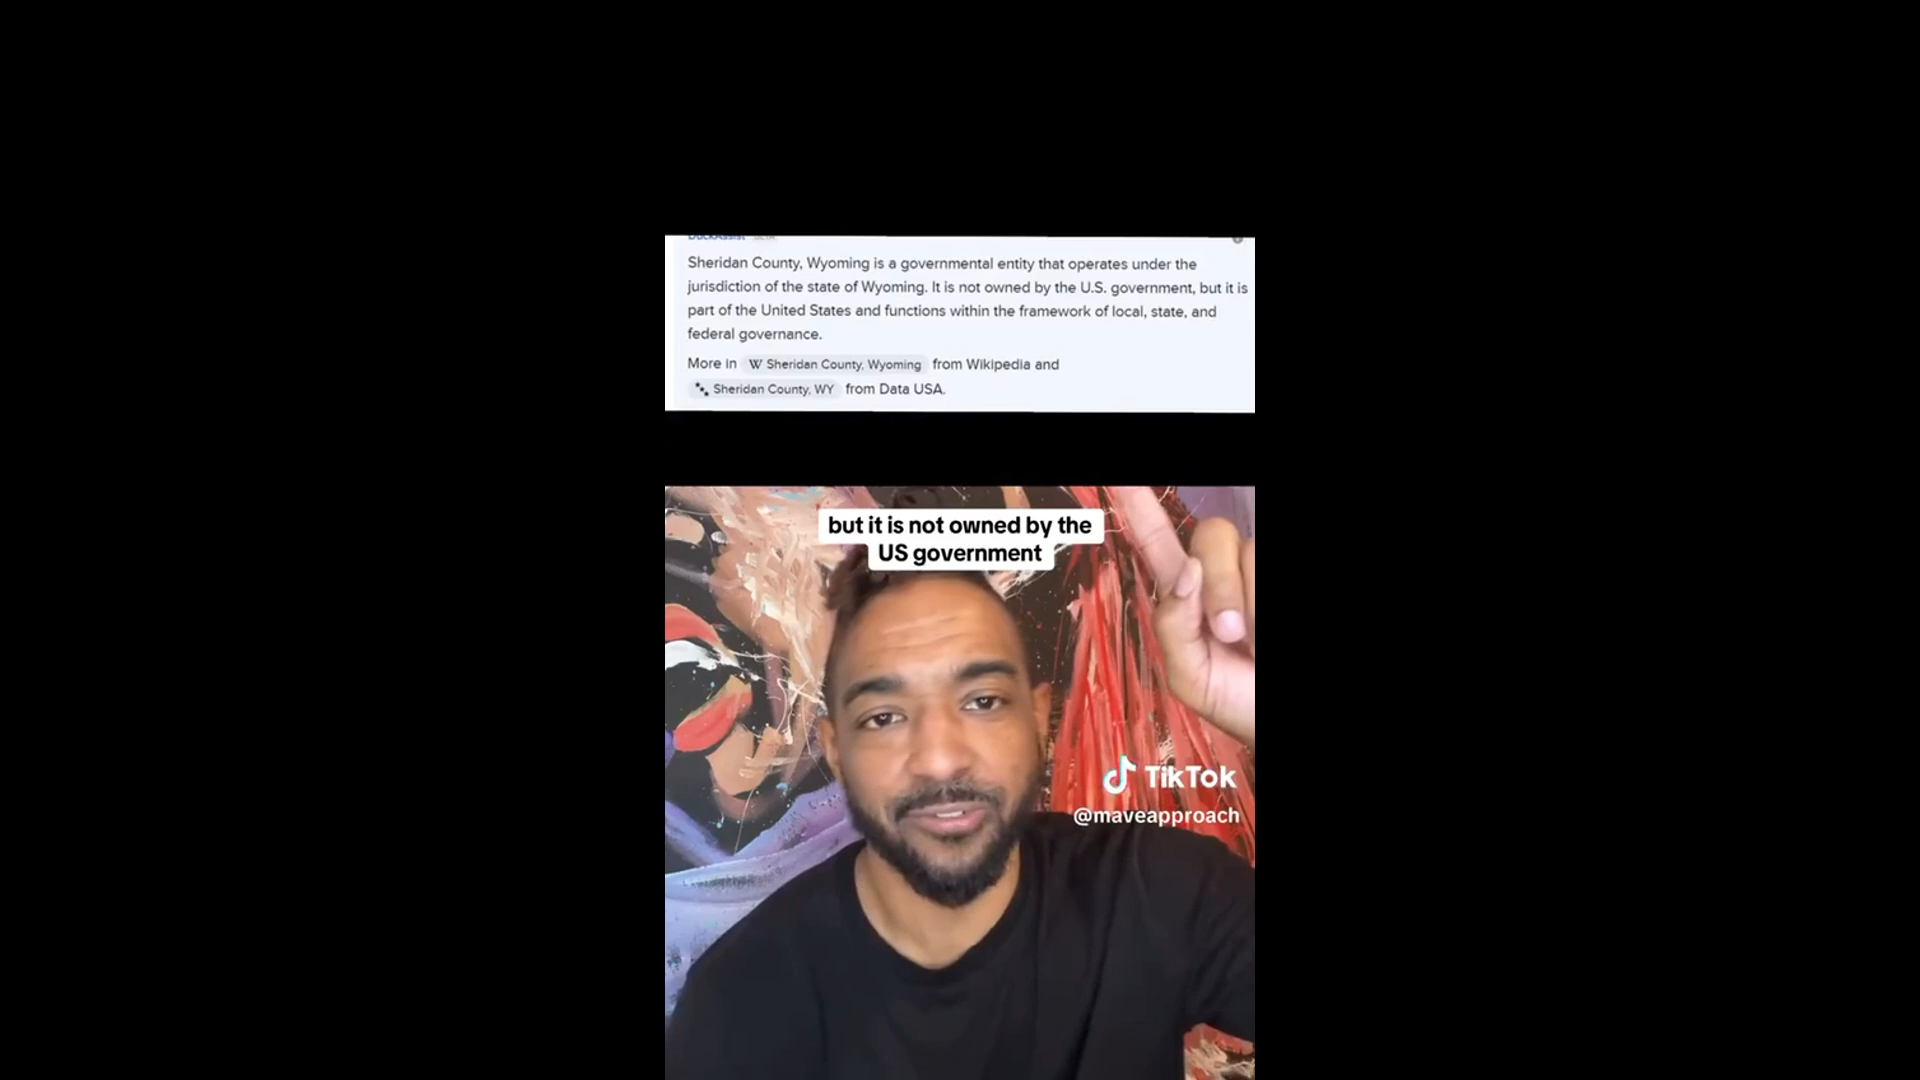 DuckAssist BETA
Sheridan County, Wyoming is a governmental entity that operates under the
jurisdiction of the state of Wyoming. It is not owned by the U.S. government, but it is
part of the United States and functions within the framework of local, state, and
federal governance.
More in W Sheridan County, Wyoming from Wikipedia and
Sheridan County, WY from Data USA.
but it is not owned by the
US government
TikTok
@maveapproach